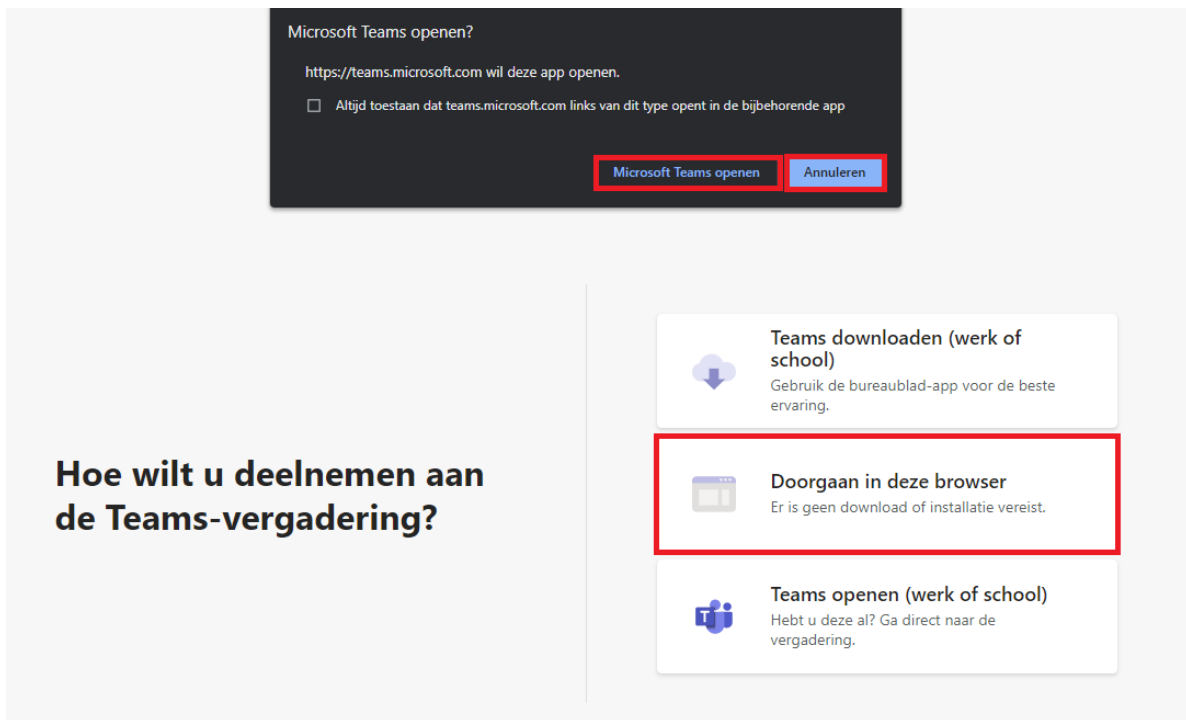 Microsoft Teams openen?
https://teams.microsoft.com wil deze app openen.
Altijd toestaan dat teams.microsoft.com links van dit type opent in de bijbehorende app
Microsoft Teams openen
Annuleren
Hoe wilt u deelnemen aan
de Teams-vergadering?
Teams downloaden (werk of
school)
Gebruik de bureaublad-app voor de beste
ervaring.
Doorgaan in deze browser
Er is geen download of installatie vereist.
Teams openen (werk of school)
Hebt u deze al? Ga direct naar de
vergadering.